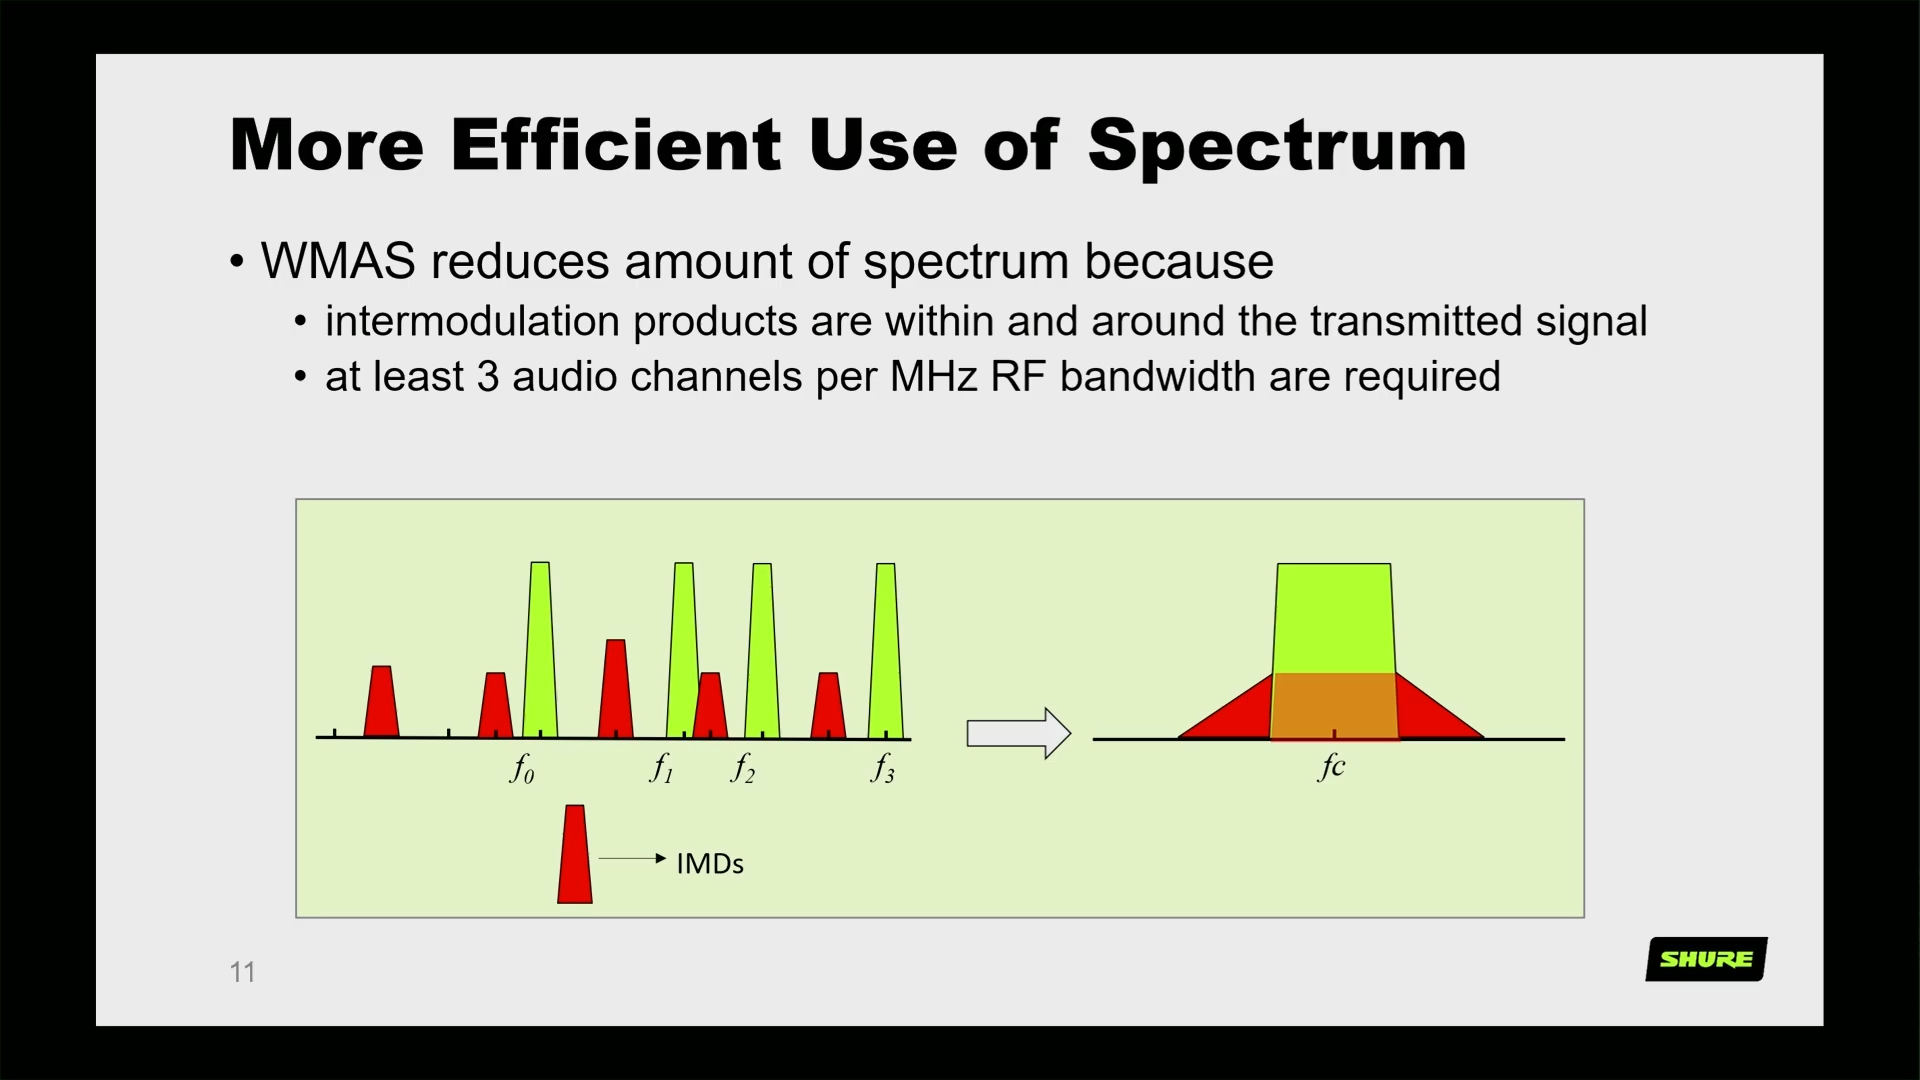 More Efficient Use of Spectrum
• WMAS reduces amount of spectrum because
• intermodulation products are within and around the transmitted signal
• at least 3 audio channels per MHz RF bandwidth are required
f0 f1 f2 f3 fc
IMDs
11
SHURE